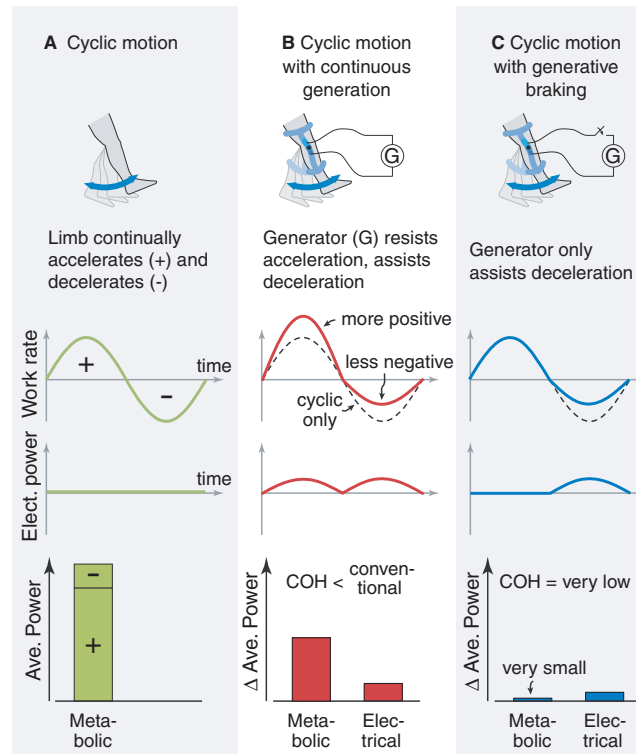 A Cyclic motion
Limb continually
accelerates (+) and
decelerates (-)
Work rate
+
-
time
Elect. power
time
Ave. Power
-
+
Meta-
bolic
B Cyclic motion
with continuous
generation
G
Generator (G) resists
acceleration, assists
deceleration
more positive
less negative
cyclic
only
Δ Ave. Power
COH < conven-
tional
Meta-
bolic
Elec-
trical
C Cyclic motion
with generative
braking
G
Generator only
assists deceleration
Δ Ave. Power
COH = very low
very small
Meta-
bolic
Elec-
trical